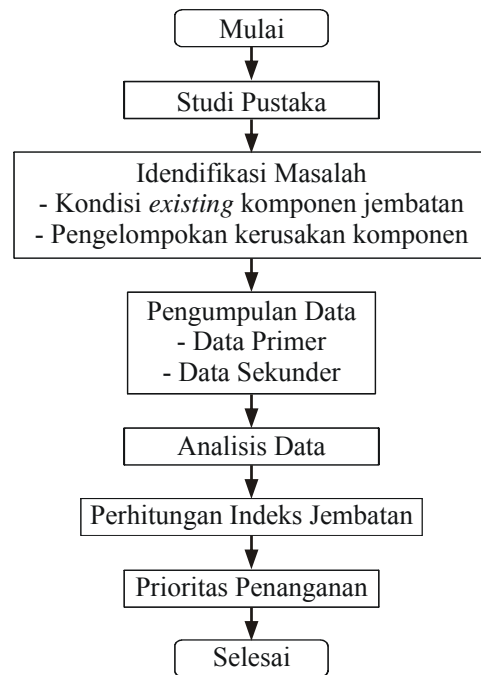 Mulai
Studi Pustaka
Idendifikasi Masalah
- Kondisi existing komponen jembatan
- Pengelompokan kerusakan komponen
Pengumpulan Data
- Data Primer
- Data Sekunder
Analisis Data
Perhitungan Indeks Jembatan
Prioritas Penanganan
Selesai